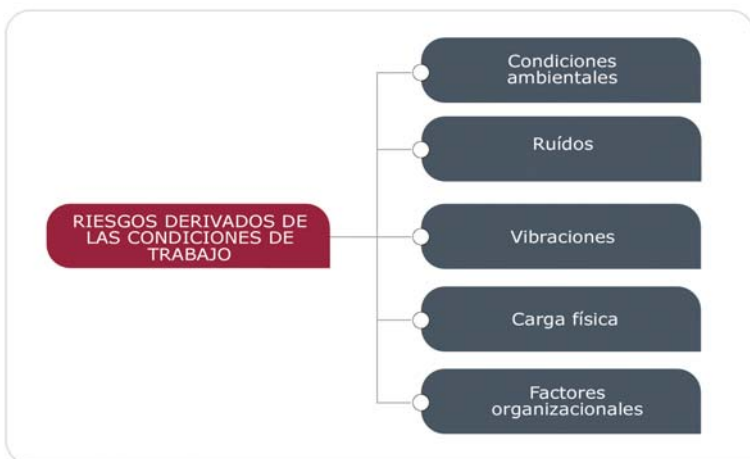 RIESGOS DERIVADOS DE
LAS CONDICIONES DE
TRABAJO
Condiciones
ambientales
Ruídos
Vibraciones
Carga física
Factores
organizacionales